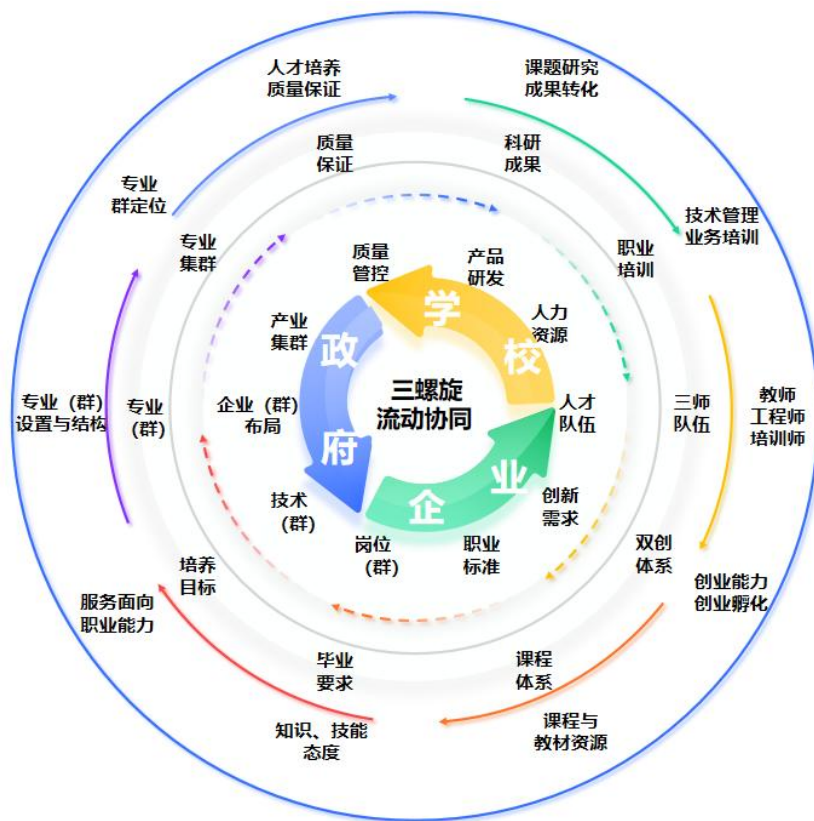 人才培养
质量保证
课题研究
成果转化
质量
保证
科研
成果
专业
群定位
技术管理
业务培训
专业
集群
职业
培训
质量
管控
产品
研发
学
校
产业
集群
人力
资源
政
府
三螺旋
流动协同
专业（群）
设置与结构
专业
（群）
企业（群）
布局
人才
队伍
三师
队伍
教师
工程师
培训师
技术
（群）
企
业
创新
需求
岗位
（群）
职业
标准
培养
目标
双创
体系
服务面向
职业能力
创业能力
创业孵化
毕业
要求
课程
体系
知识、技能
态度
课程与
教材资源